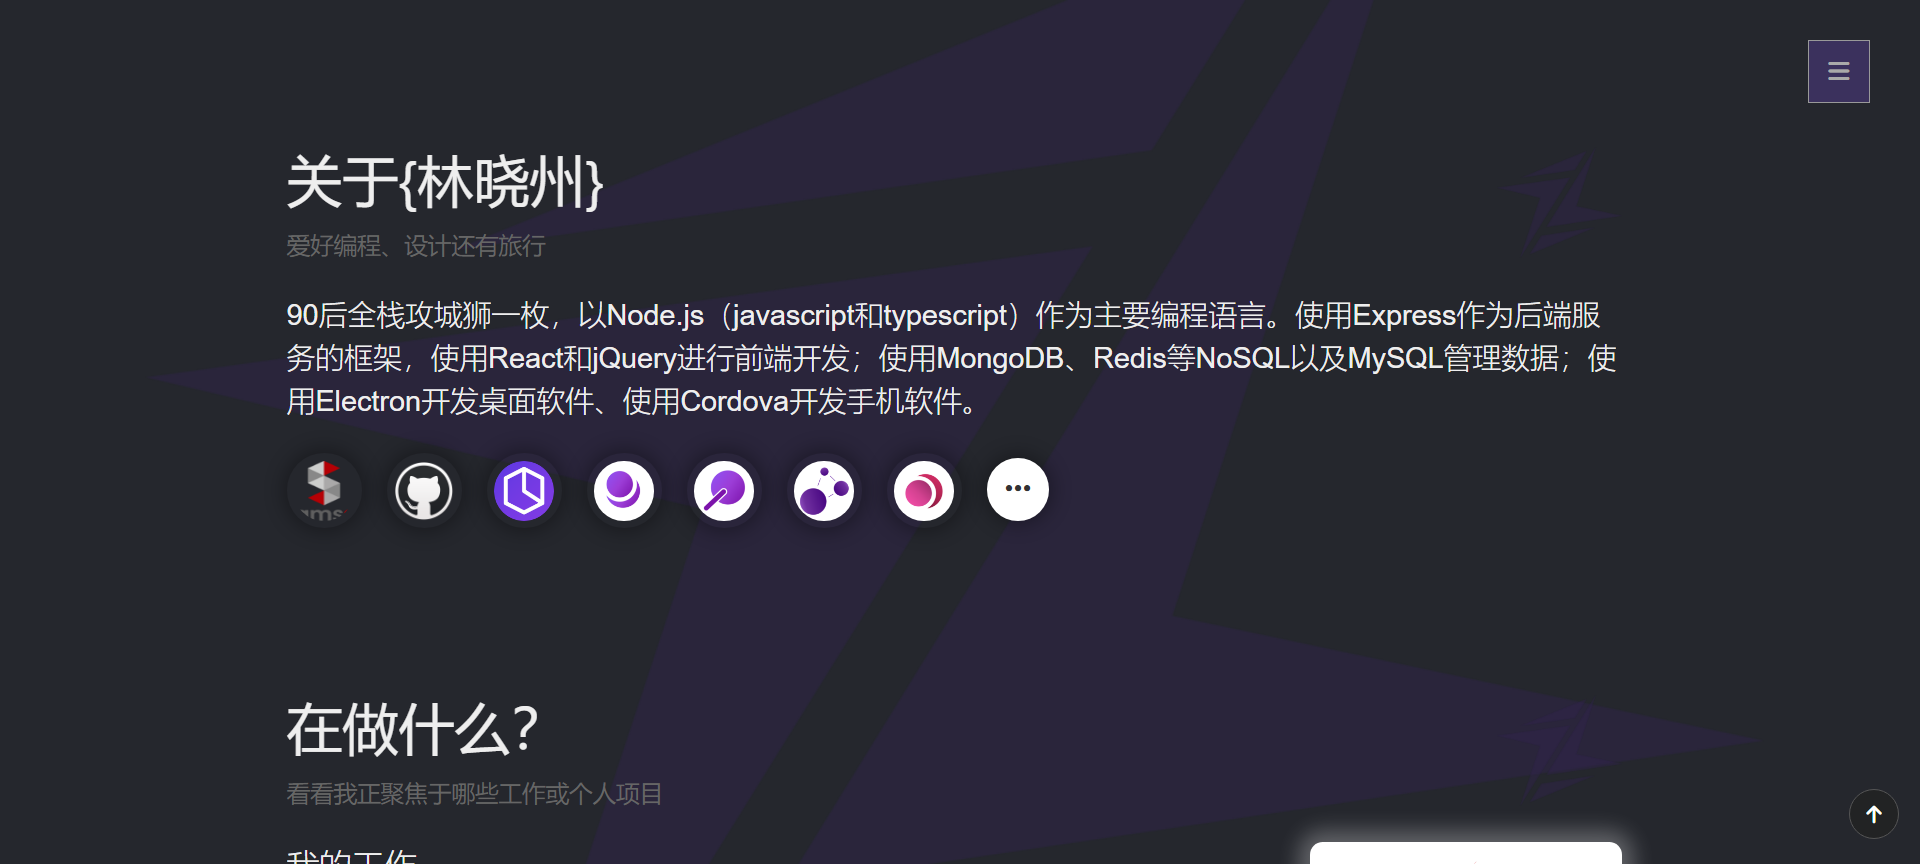 关于{林晓州}
爱好编程、设计还有旅行
90后全栈攻城狮一枚，以Node.js（javascript和typescript）作为主要编程语言。使用Express作为后端服
务的框架，使用React和jQuery进行前端开发；使用MongoDB、Redis等NoSQL以及MySQL管理数据；使
用Electron开发桌面软件、使用Cordova开发手机软件。
在做什么？
看看我正聚焦于哪些工作或个人项目
我的工作